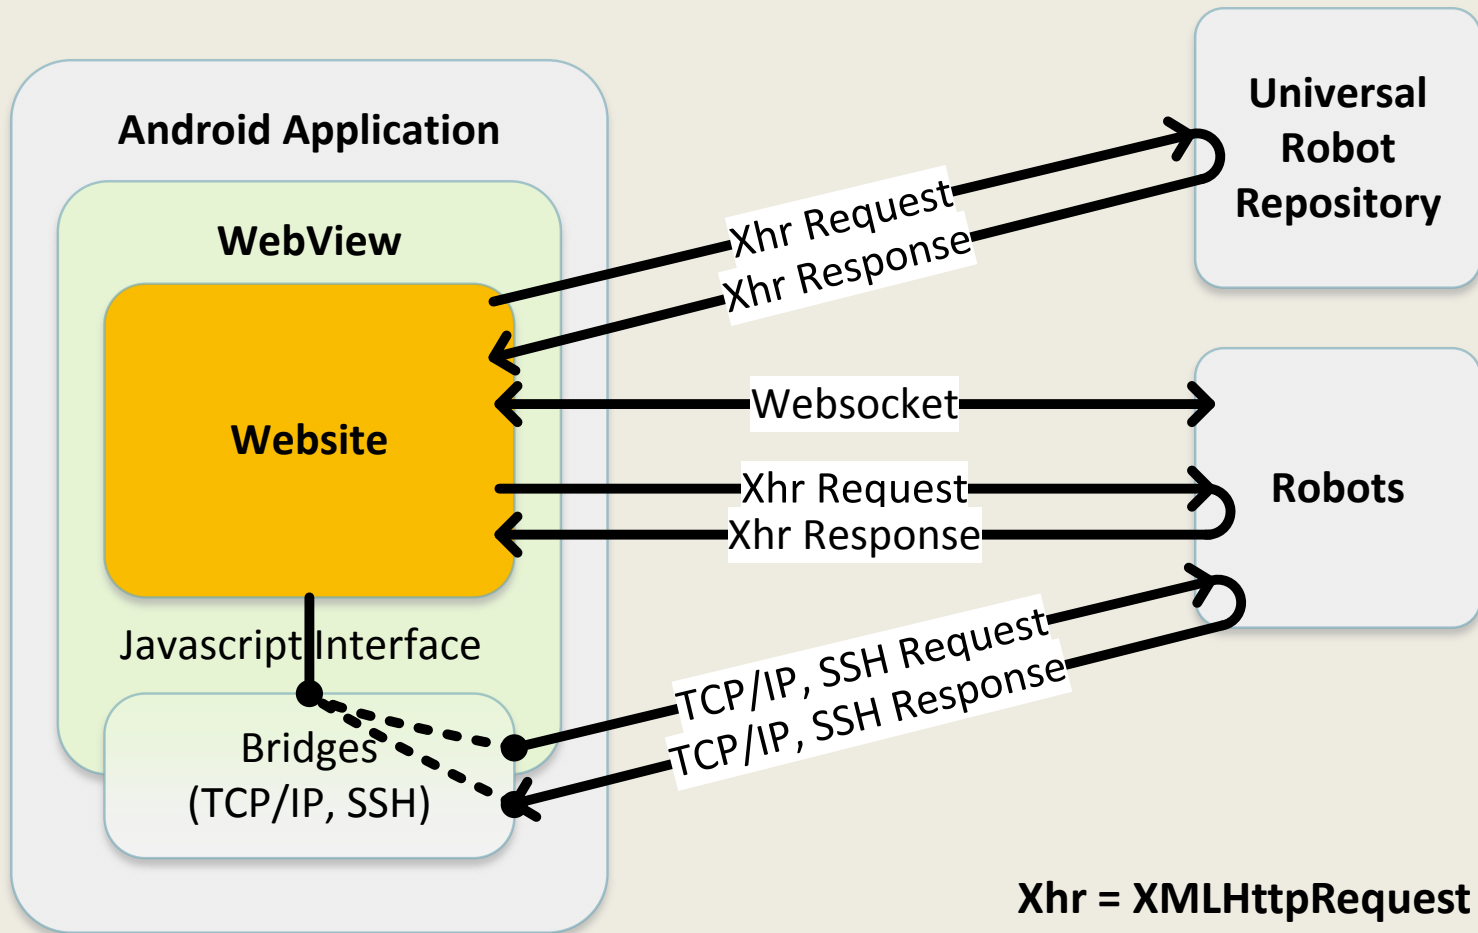 Android Application
WebView
Website
Javascript Interface
Bridges
(TCP/IP, SSH)
Xhr Request
Xhr Response
Websocket
Xhr Request
Xhr Response
TCP/IP, SSH Request
TCP/IP, SSH Response
Universal
Robot
Repository
Robots
Xhr = XMLHttpRequest